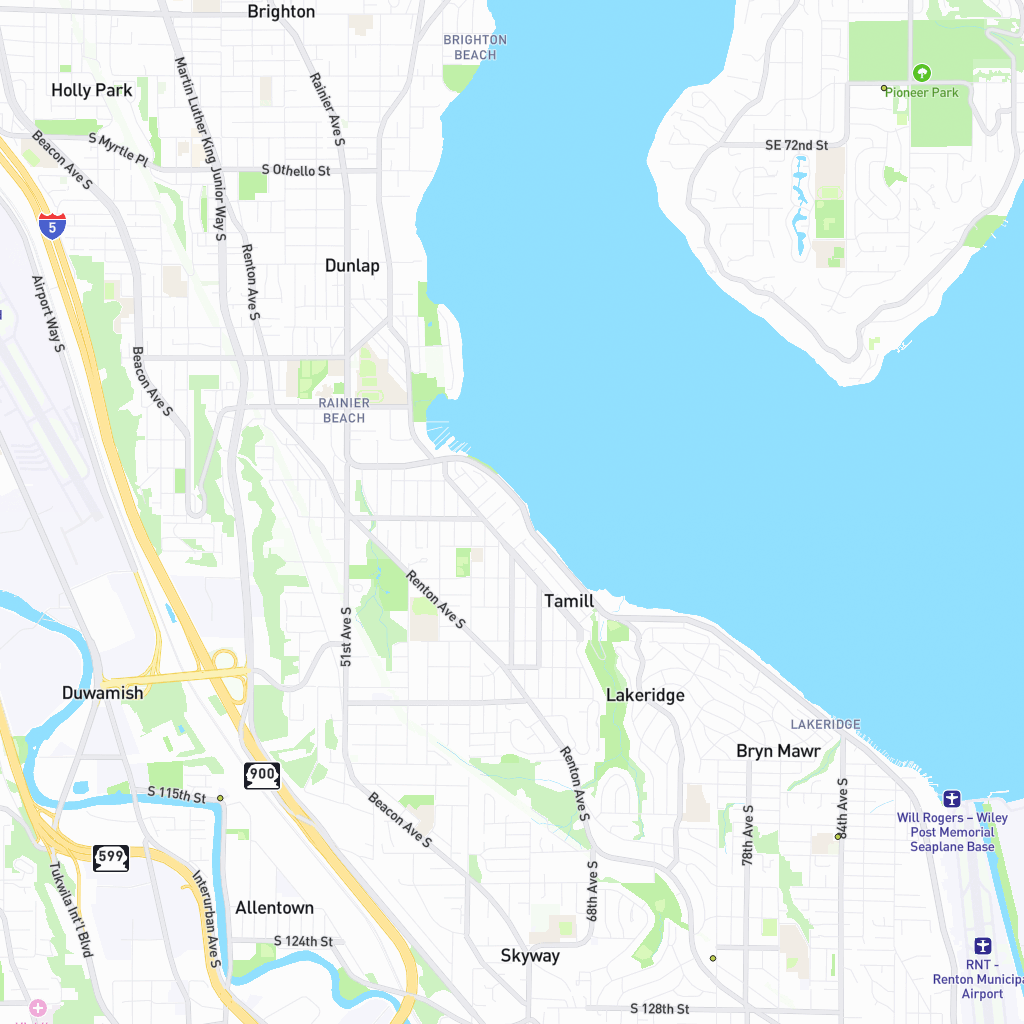 Brighton
BRIGHTON
BEACH
Holly Park
Pioneer Park
Martin Luther King Junior Way S
Rainier Ave S
S Myrtle Pl
Beacon Ave S
S Othello St
SE 72nd St
5
Airport Way S
Renton Ave S
Dunlap
Beacon Ave S
RAINIER
BEACH
Renton Ave S
Tamill
51st Ave S
Duwamish
Lakeridge
LAKERIDGE
Bryn Mawr
900
S 115th St
Renton Ave S
Beacon Ave S
78th Ave S
84th Ave S
Will Rogers – Wiley
Post Memorial
Seaplane Base
599
Tukwila Int'l Blvd
Interurban Ave S
Allentown
68th Ave S
S 124th St
Skyway
RNT -
Renton Municipa
Airport
S 128th St